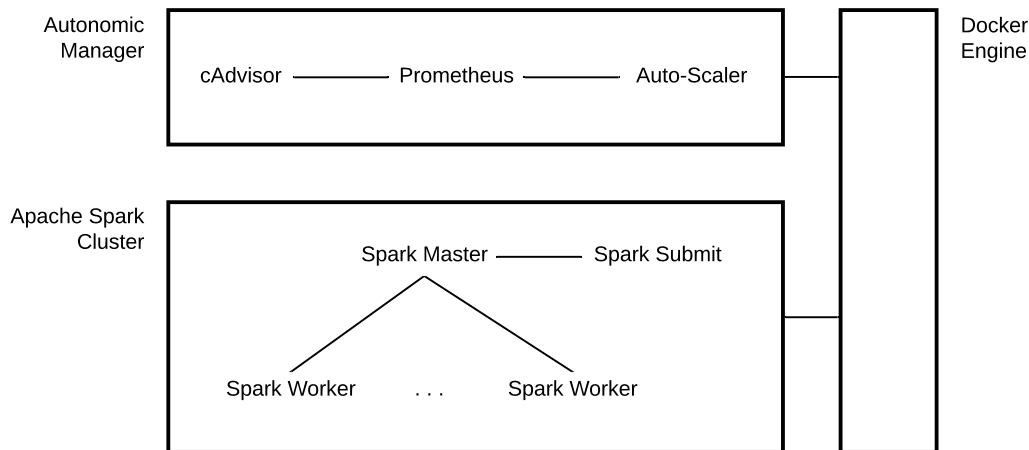 Autonomic
Manager
cAdvisor
Prometheus
Auto-Scaler
Docker
Engine
Apache Spark
Cluster
Spark Master
Spark Submit
Spark Worker
. . .
Spark Worker